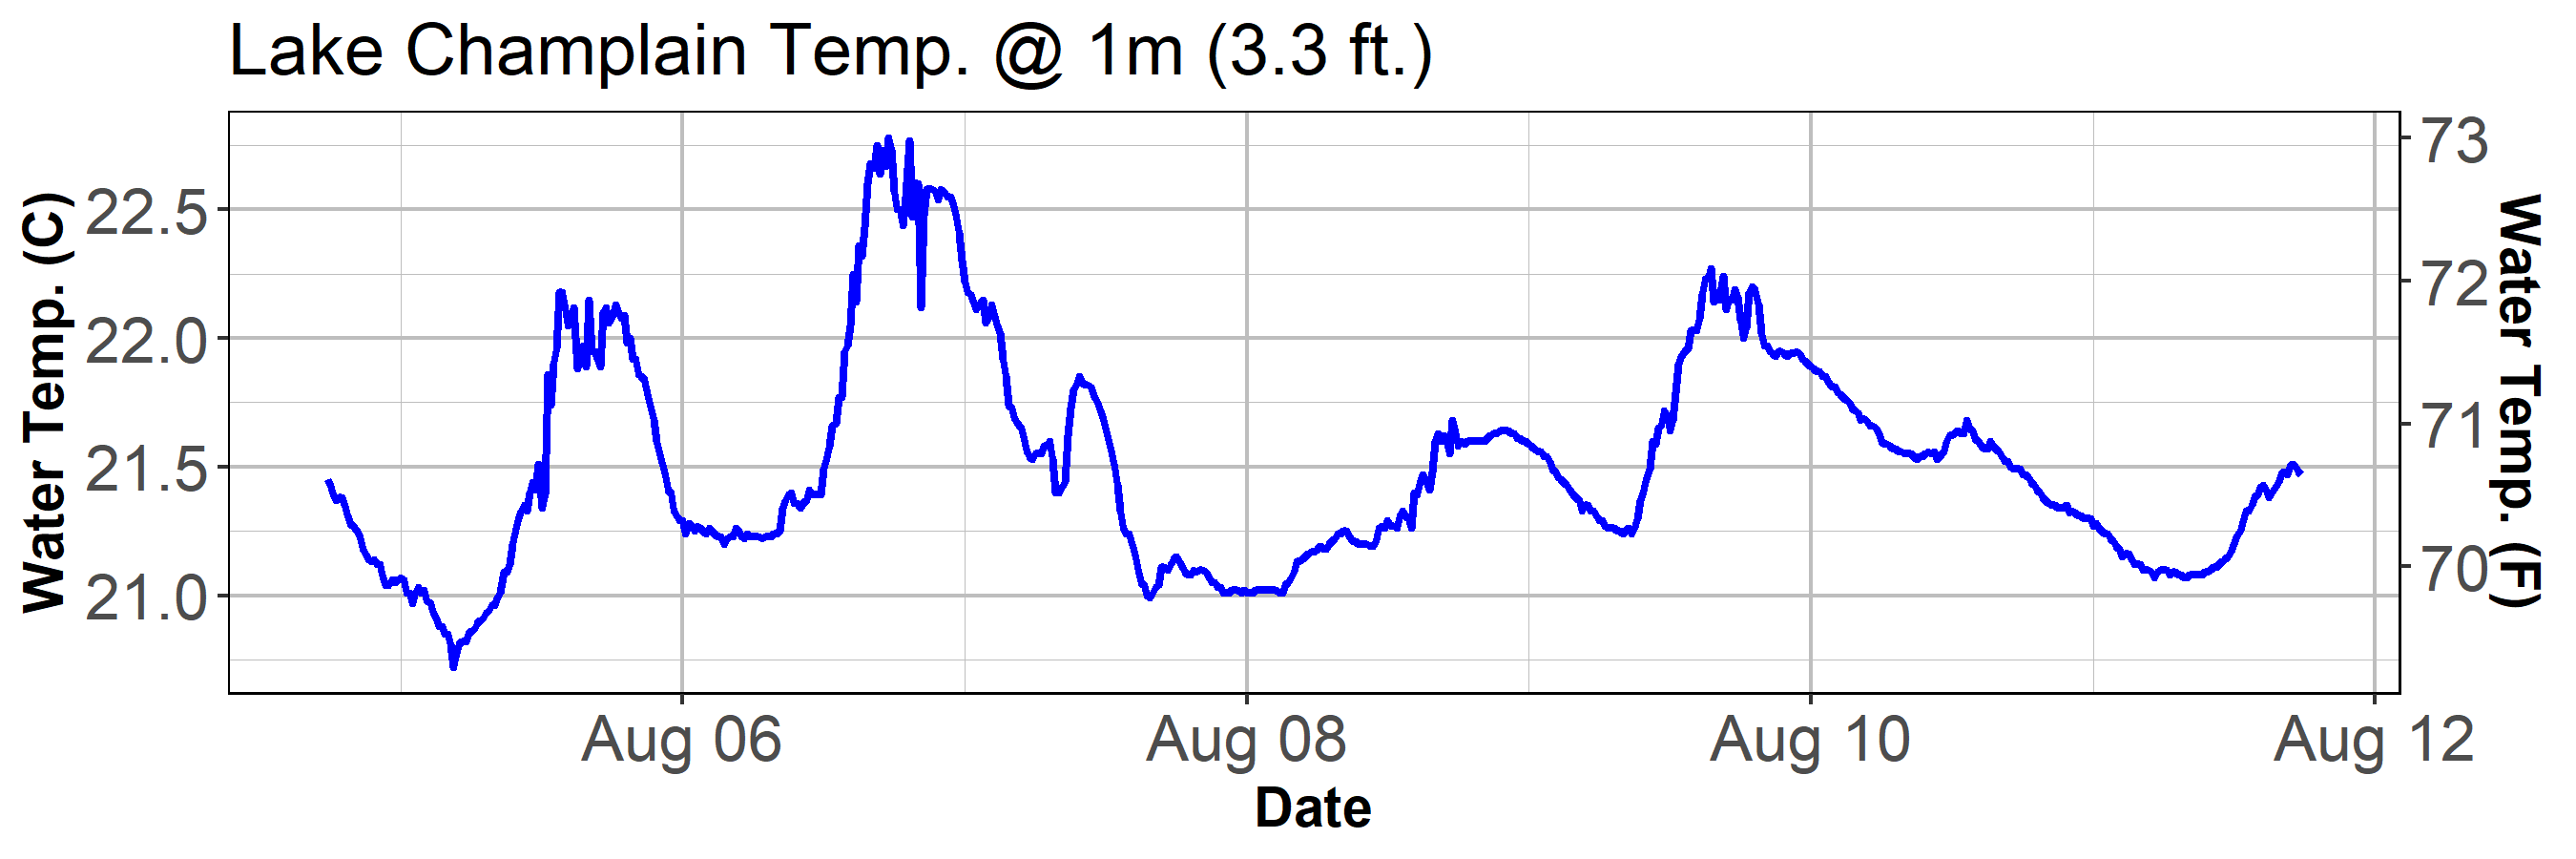 Lake Champlain Temp. @ 1m (3.3 ft.)
Water Temp. (C)
22.5
22.0
21.5
21.0
73
72
71
70
Water Temp. (F)
Aug 06
Aug 08
Aug 10
Aug 12
Date